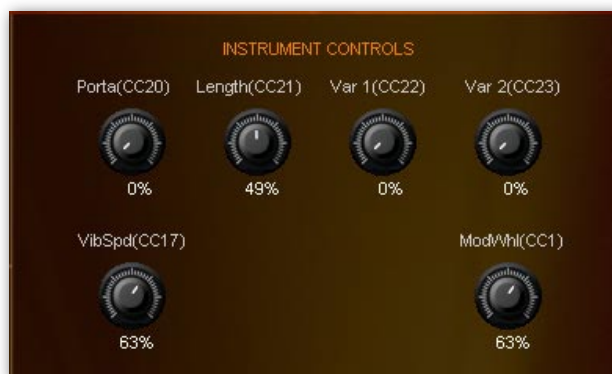 INSTRUMENT CONTROLS
Porta(CC20) Length(CC21) Var 1(CC22) Var 2(CC23)
0% 49% 0% 0%
VibSpd(CC17) ModWhl(CC1)
63% 63%